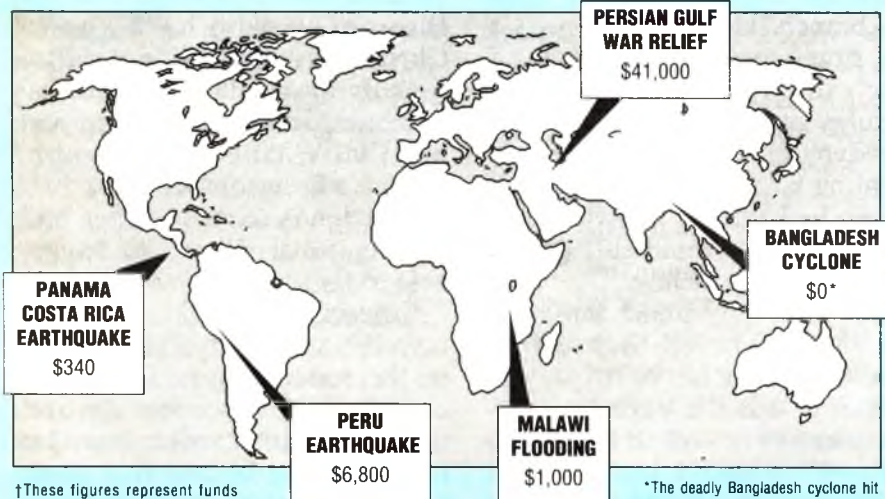 PERSIAN GULF
WAR RELIEF
$41,000
BANGLADESH
CYCLONE
$0*
PANAMA
COSTA RICA
EARTHQUAKE
$340
PERU
EARTHQUAKE
$6,800
MALAWI
FLOODING
$1,000
†These figures represent funds
*The deadly Bangladesh cyclone hit